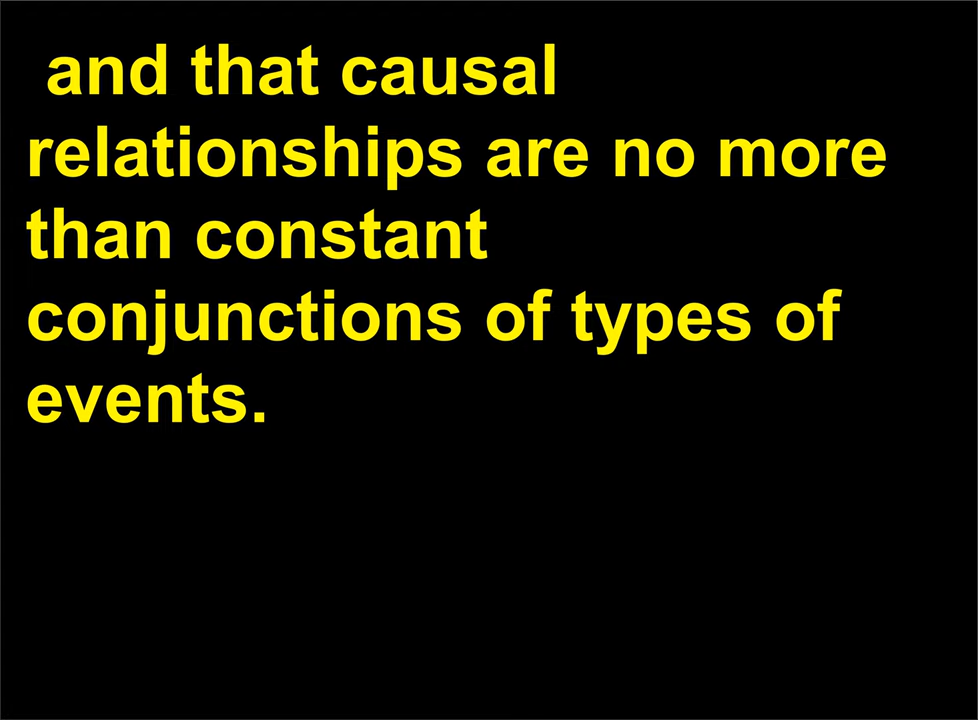 and that causal
relationships are no more
than constant
conjunctions of types of
events.